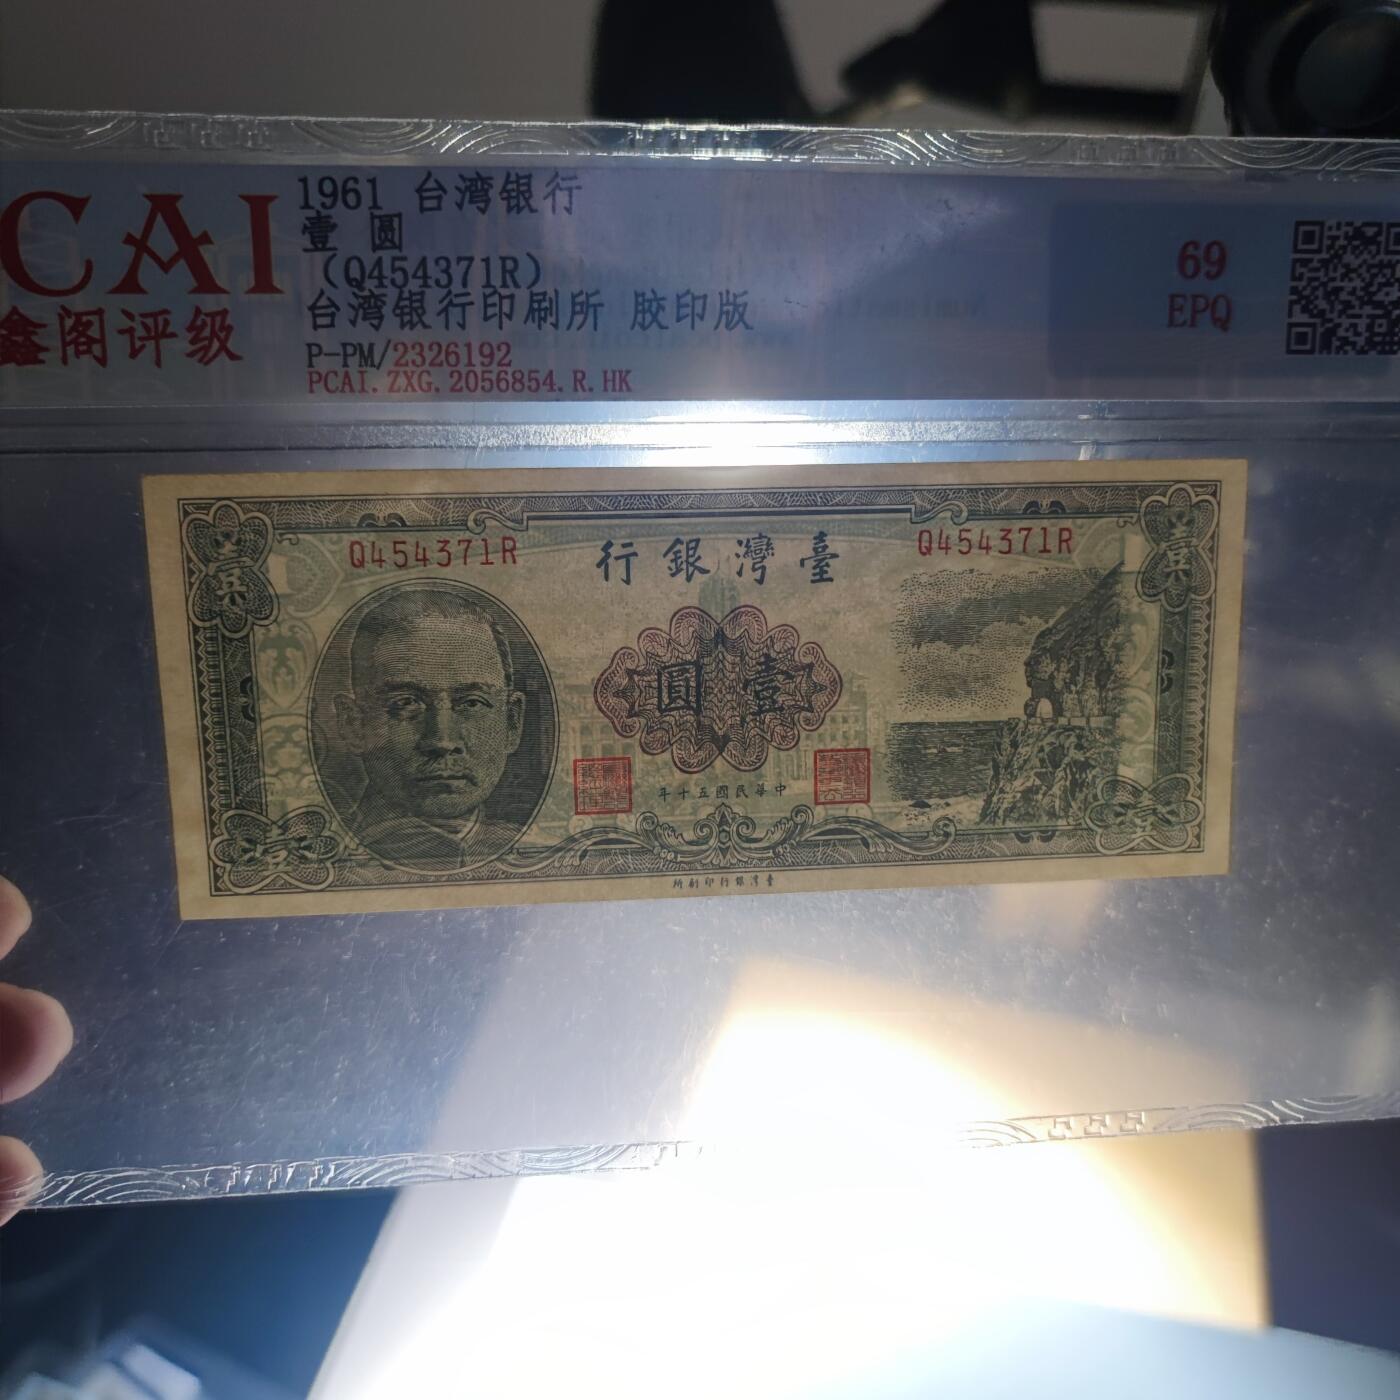 CAI
鑫阁评级
1961 台湾银行
壹 圆
(Q454371R)
台湾银行印刷所 胶印版
P-PM/2326192
PCAI.ZXG.2056854.R.HK
69
EPQ
Q454371R
行銀灣臺
Q454371R
圓壹
年十五國民華中
所刷印行銀灣臺